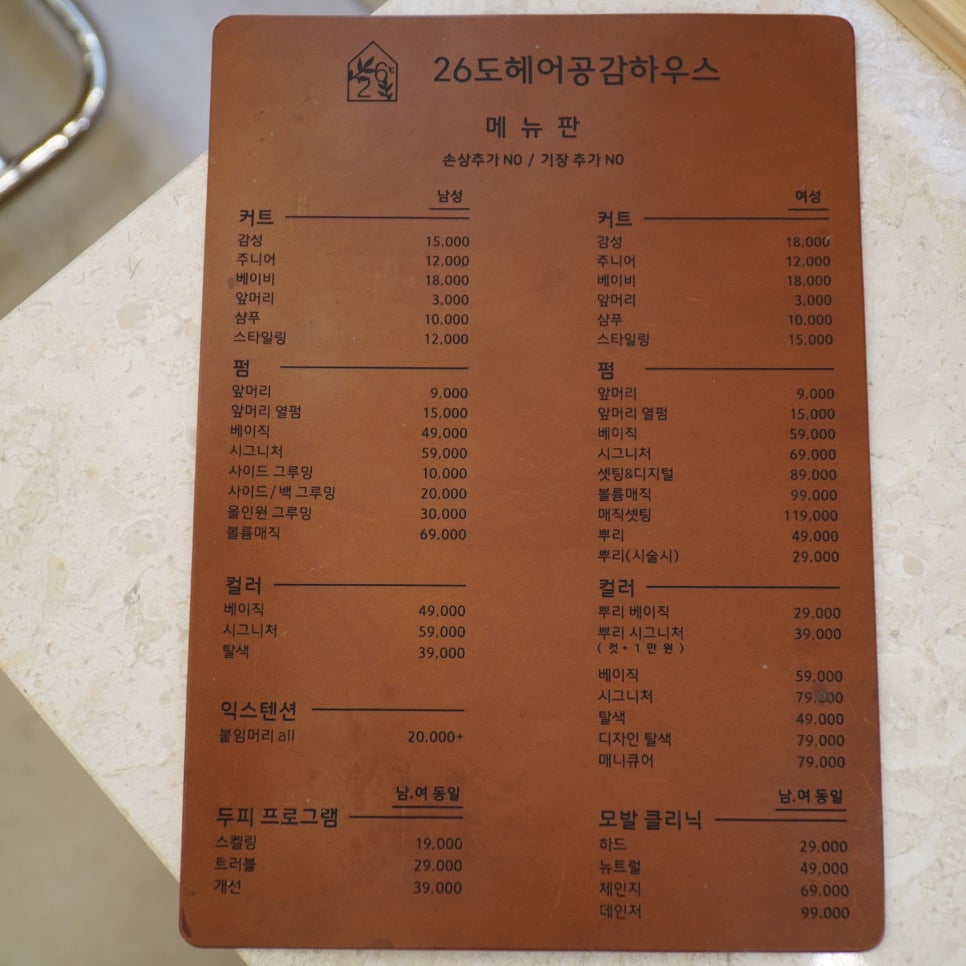 26℃
26도헤어공감하우스
메뉴판
손상추가 NO / 기장 추가 NO
남성
커트
감성 15,000
주니어 12,000
베이비 18,000
앞머리 3,000
샴푸 10,000
스타일링 12,000
펌
앞머리 9,000
앞머리 열펌 15,000
베이직 49,000
시그니처 59,000
사이드 그루밍 10,000
사이드/백 그루밍 20,000
올인원 그루밍 30,000
볼륨매직 69,000
컬러
베이직 49,000
시그니처 59,000
탈색 39,000
익스텐션
붙임머리 all 20,000+
남,여 동일
두피 프로그램
스켈링 19,000
트러블 29,000
개선 39,000
여성
커트
감성 18,000
주니어 12,000
베이비 18,000
앞머리 3,000
샴푸 10,000
스타일링 15,000
펌
앞머리 9,000
앞머리 열펌 15,000
베이직 59,000
시그니처 69,000
셋팅&디지털 89,000
볼륨매직 99,000
매직셋팅 119,000
뿌리 49,000
뿌리(시술시) 29,000
컬러
뿌리 베이직 29,000
뿌리 시그니처 39,000
( 컷 + 1 만 원 )
베이직 59,000
시그니처 79,000
탈색 49,000
디자인 탈색 79,000
매니큐어 79,000
남,여 동일
모발 클리닉
하드 29,000
뉴트럴 49,000
체인지 69,000
데인저 99,000